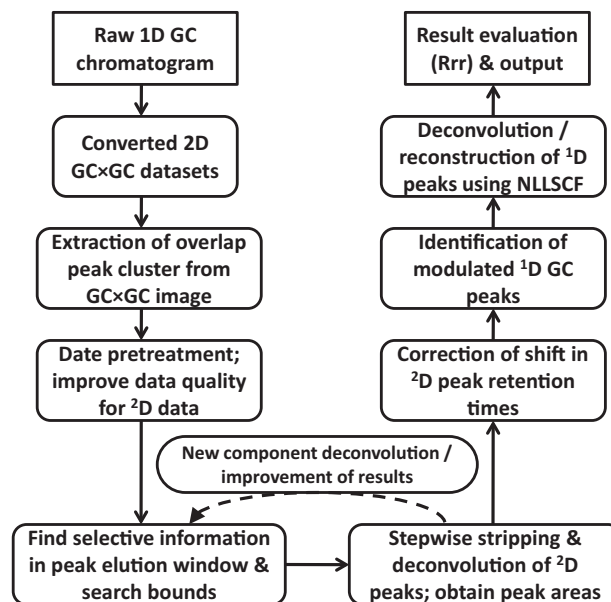 Raw 1D GC
chromatogram
Converted 2D
GC×GC datasets
Extraction of overlap
peak cluster from
GC×GC image
Date pretreatment;
improve data quality
for ²D data
New component deconvolution /
improvement of results
Find selective information
in peak elution window &
search bounds
Stepwise stripping &
deconvolution of ²D
peaks; obtain peak areas
Correction of shift in
²D peak retention
times
Identification of
modulated ¹D GC
peaks
Deconvolution /
reconstruction of ¹D
peaks using NLLSCF
Result evaluation
(Rrr) & output